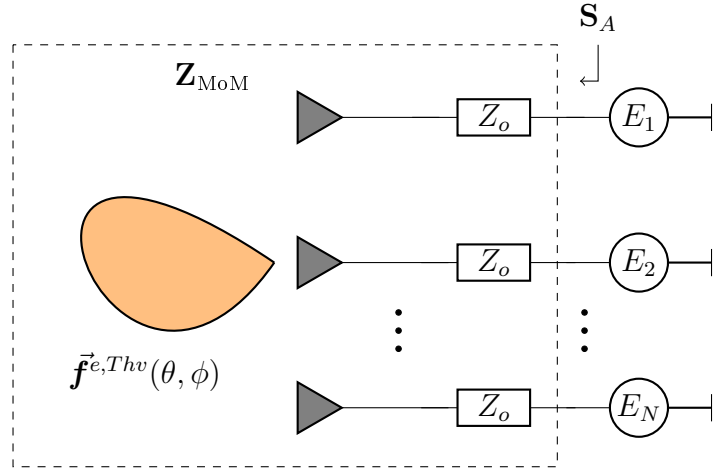 S_A
Z_MoM
Z_o
E_1
Z_o
E_2
f⃗^{e,Thv}(θ, ϕ)
Z_o
E_N